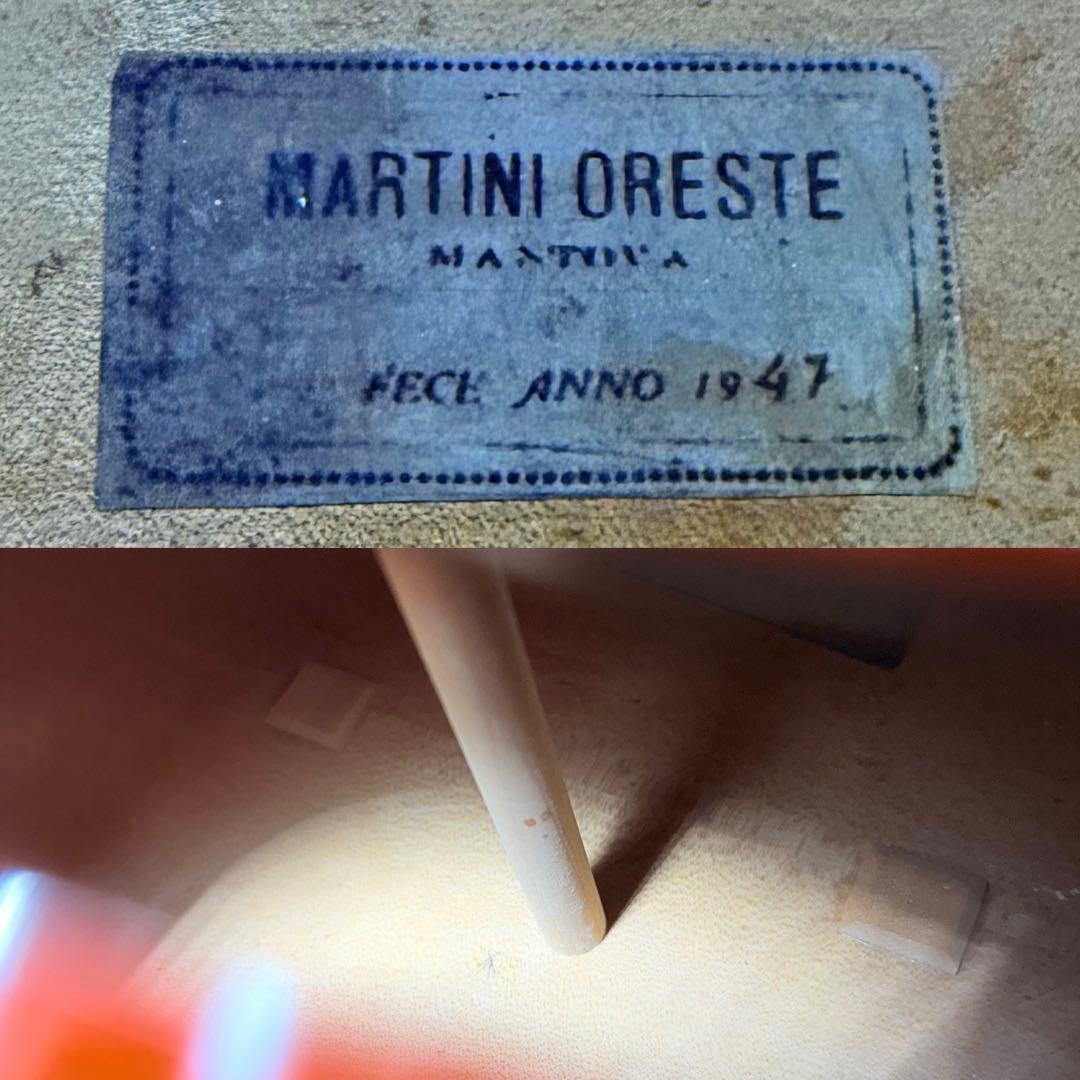 MARTINI ORESTE
MANTOVA
FECE ANNO 1947